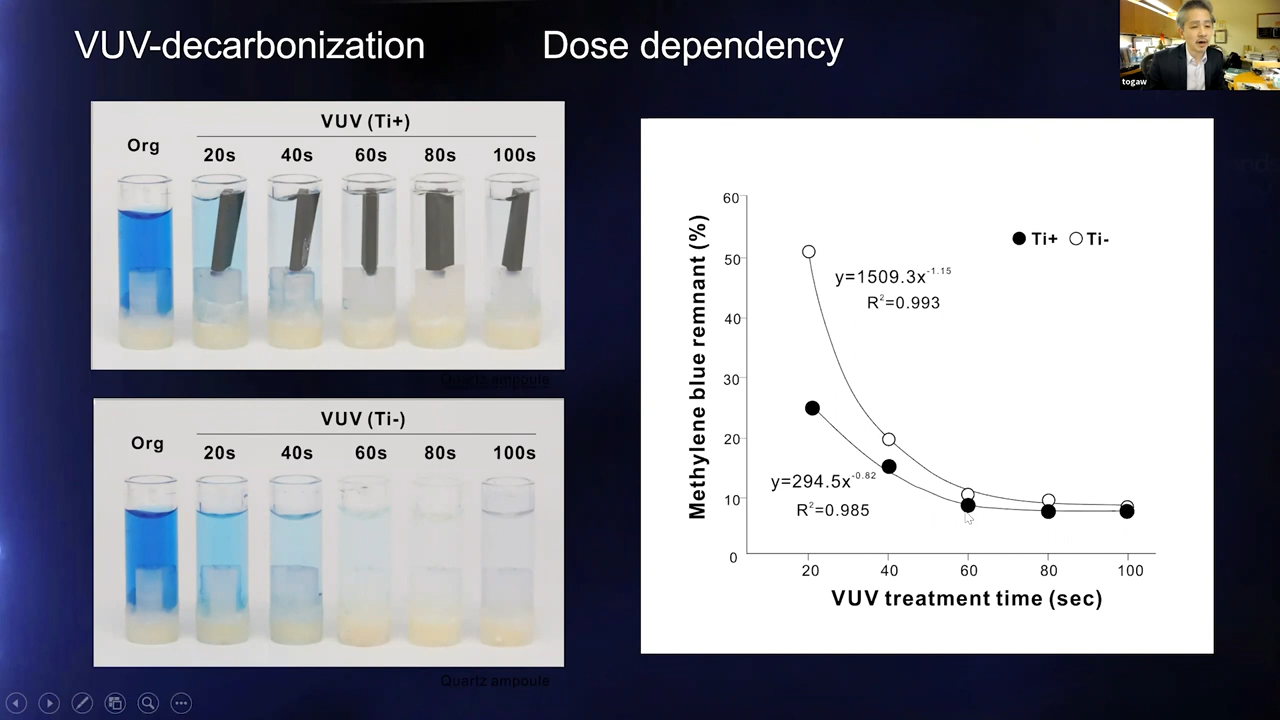 VUV-decarbonization Dose dependency
togaw
VUV (Ti+)
Org 20s 40s 60s 80s 100s
Quartz ampoule
VUV (Ti-)
Org 20s 40s 60s 80s 100s
Quartz ampoule
Methylene blue remnant (%)
60
50
40
30
20
10
0
Ti+ Ti-
y=1509.3x^-1.15
R²=0.993
y=294.5x^-0.82
R²=0.985
20 40 60 80 100
VUV treatment time (sec)